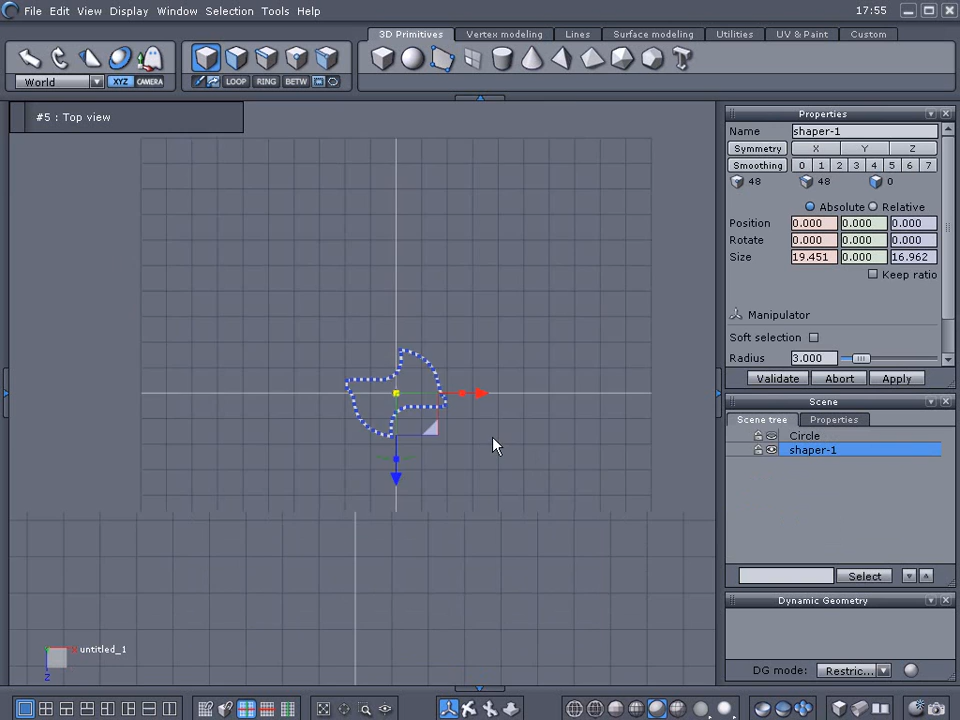 File Edit View Display Window Selection Tools Help 17:55
3D Primitives Vertex modeling Lines Surface modeling Utilities UV & Paint Custom
World XYZ CAMERA LOOP RING BETW
#5 : Top view
Properties
Name shaper-1
Symmetry X Y Z
Smoothing 0 1 2 3 4 5 6 7
48 48 0
Absolute Relative
Position 0.000 0.000 0.000
Rotate 0.000 0.000 0.000
Size 19.451 0.000 16.962
Keep ratio
Manipulator
Soft selection
Radius 3.000
Validate Abort Apply
Scene
Scene tree Properties
Circle
shaper-1
Select
Dynamic Geometry
DG mode: Restric...
untitled_1
Z